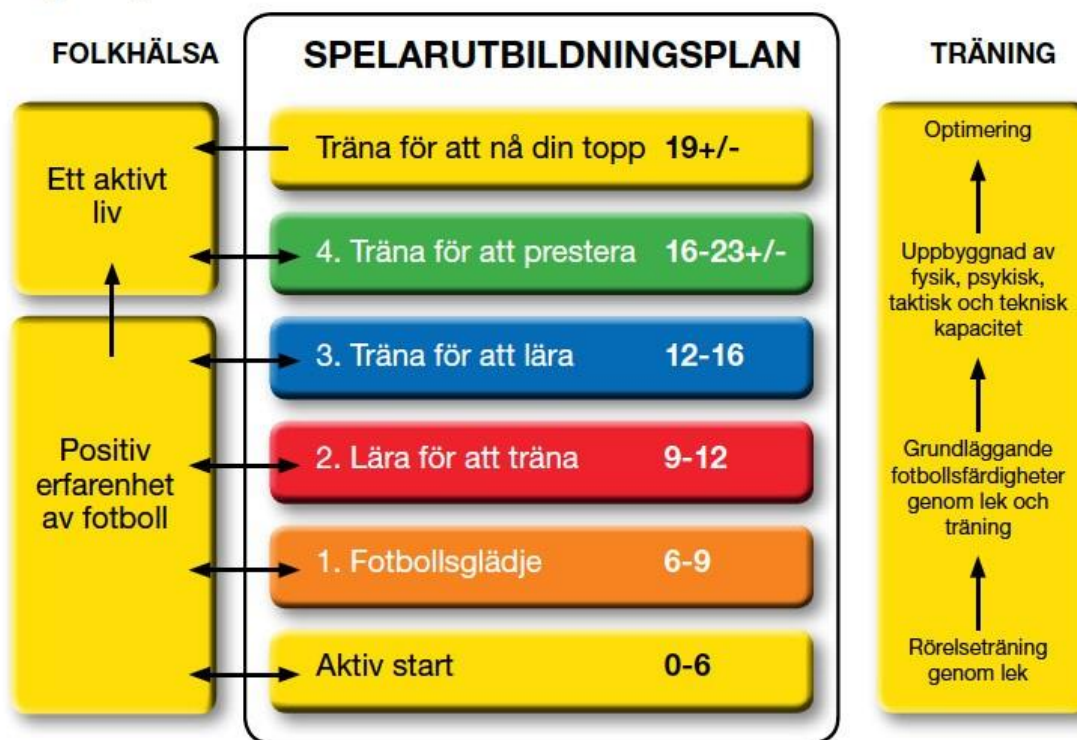 FOLKHÄLSA
Ett aktivt
liv
Positiv
erfarenhet
av fotboll
SPELARUTBILDNINGSPLAN
Träna för att nå din topp 19+/-
4. Träna för att prestera 16-23+/-
3. Träna för att lära 12-16
2. Lära för att träna 9-12
1. Fotbollsglädje 6-9
Aktiv start 0-6
TRÄNING
Optimering
Uppbyggnad av
fysik, psykisk,
taktisk och teknisk
kapacitet
Grundläggande
fotbollsfärdigheter
genom lek och
träning
Rörelseträning
genom lek